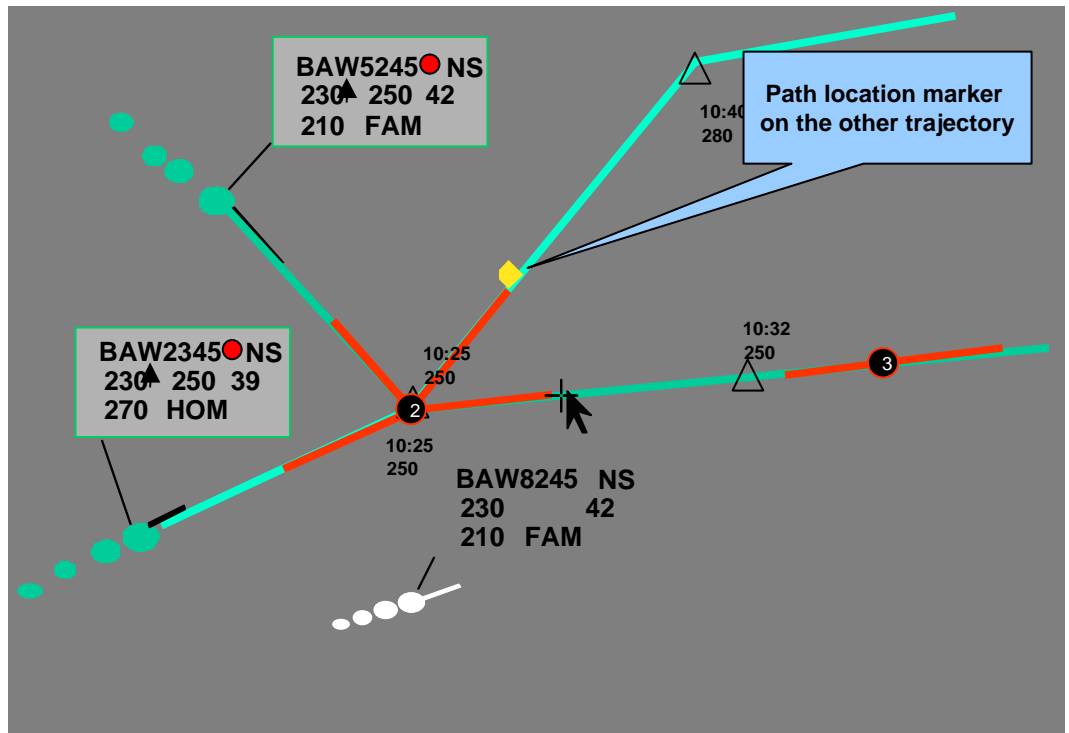 BAW5245 NS
230 250 42
210 FAM
10:40
280
Path location marker
on the other trajectory
BAW2345 NS
230 250 39
270 HOM
10:25
250
10:32
250
3
2
10:25
250
BAW8245 NS
230 42
210 FAM